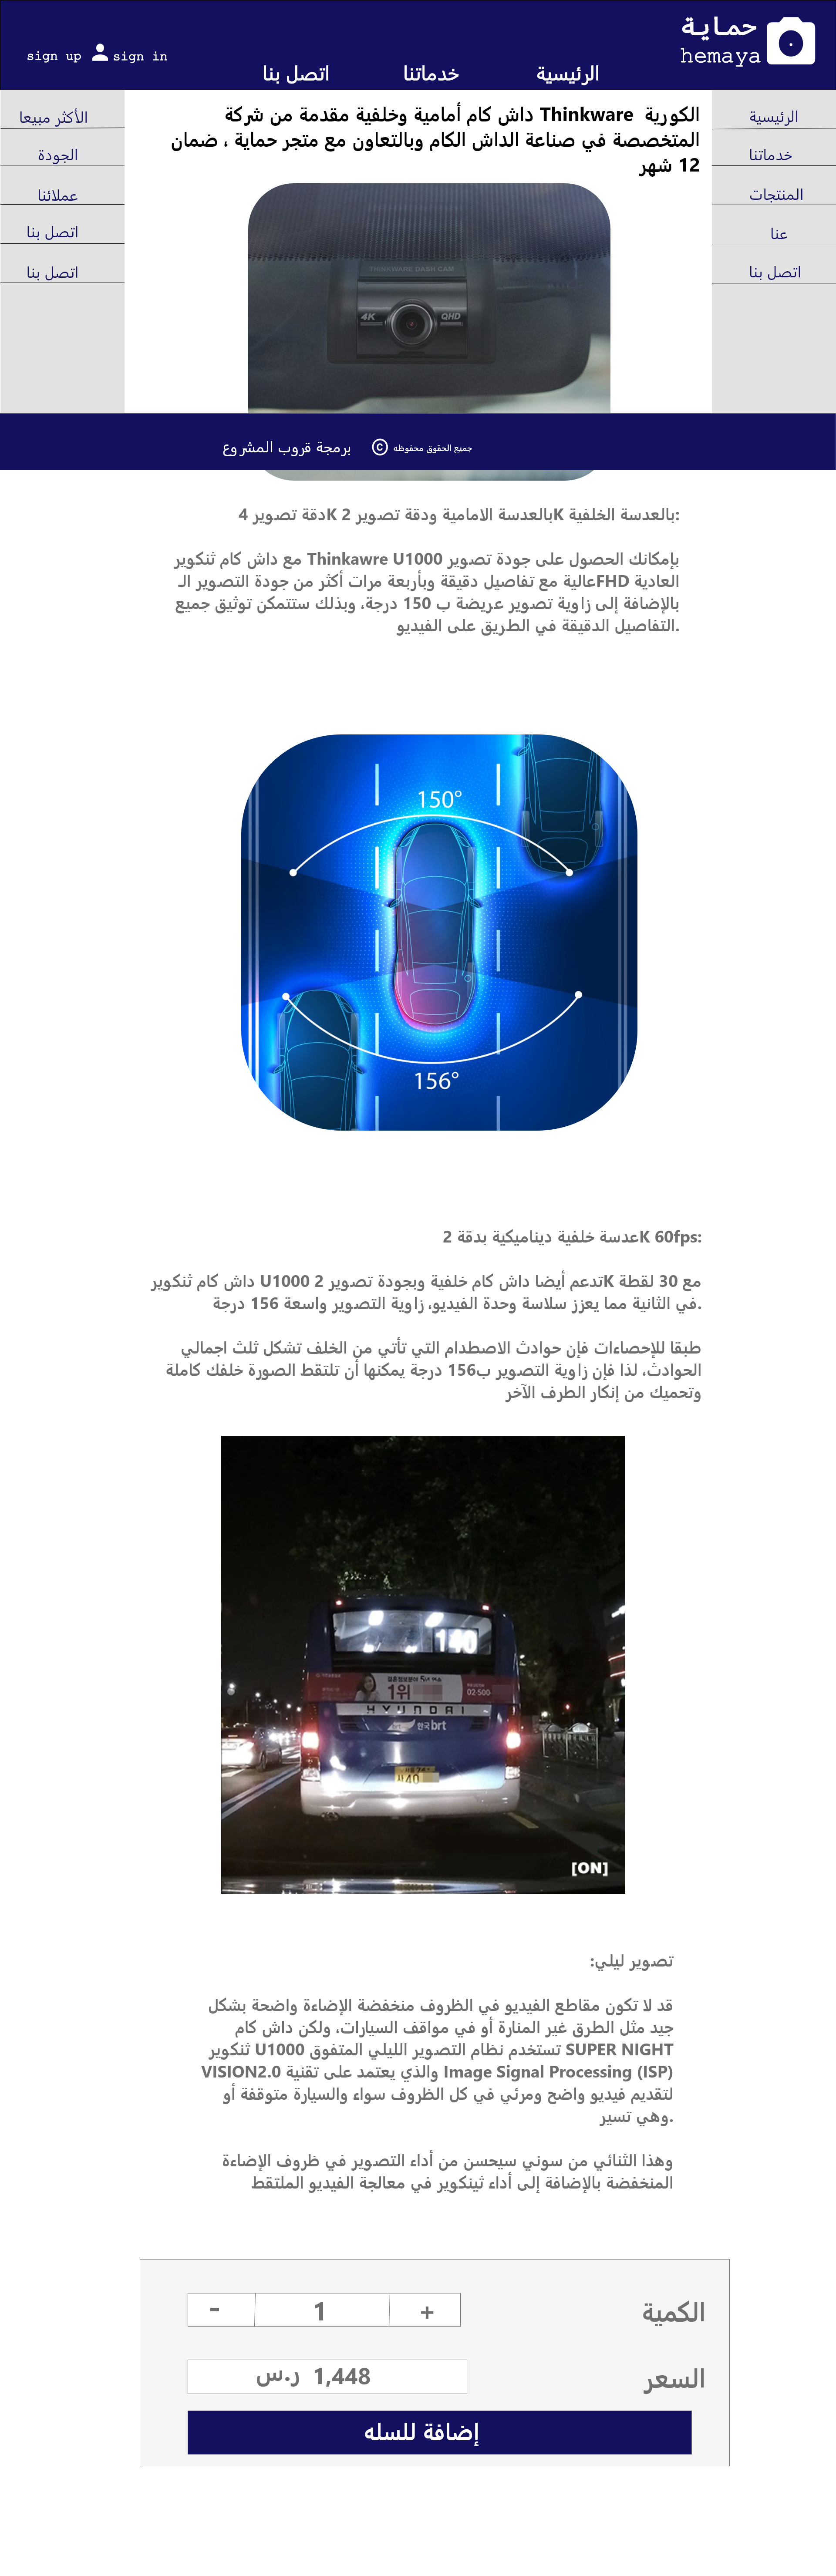 حماية
hemaya
sign up
sign in
الرئيسية
خدماتنا
اتصل بنا
الرئيسية
خدماتنا
المنتجات
عنا
اتصل بنا
الأكثر مبيعا
الجودة
عملائنا
اتصل بنا
اتصل بنا
داش كام أمامية وخلفية مقدمة من شركة Thinkware الكورية
المتخصصة في صناعة الداش الكام وبالتعاون مع متجر حماية ، ضمان
12 شهر
THINKWARE DASH CAM
4K
QHD
جميع الحقوق محفوظه ©
برمجة قروب المشروع
دقة تصوير 4K بالعدسة الامامية ودقة تصوير 2K بالعدسة الخلفية:
مع داش كام ثنكوير Thinkawre U1000 بإمكانك الحصول على جودة تصوير
عالية مع تفاصيل دقيقة وبأربعة مرات أكثر من جودة التصوير الـ FHD العادية
بالإضافة إلى زاوية تصوير عريضة ب 150 درجة، وبذلك ستتمكن توثيق جميع
التفاصيل الدقيقة في الطريق على الفيديو.
150°
156°
عدسة خلفية ديناميكية بدقة 2K 60fps:
داش كام ثنكوير U1000 تدعم أيضا داش كام خلفية وبجودة تصوير 2K مع 30 لقطة
في الثانية مما يعزز سلاسة وحدة الفيديو، زاوية التصوير واسعة 156 درجة.
طبقا للإحصاءات فإن حوادث الاصطدام التي تأتي من الخلف تشكل ثلث اجمالي
الحوادث، لذا فإن زاوية التصوير ب156 درجة يمكنها أن تلتقط الصورة خلفك كاملة
وتحميك من إنكار الطرف الآخر
140
1위
02-500
HYUNDAI
한국brt
40
[ON]
تصوير ليلي:
قد لا تكون مقاطع الفيديو في الظروف منخفضة الإضاءة واضحة بشكل
جيد مثل الطرق غير المنارة أو في مواقف السيارات، ولكن داش كام
ثنكوير U1000 تستخدم نظام التصوير الليلي المتفوق SUPER NIGHT
VISION2.0 والذي يعتمد على تقنية Image Signal Processing (ISP)
لتقديم فيديو واضح ومرئي في كل الظروف سواء والسيارة متوقفة أو
وهي تسير.
وهذا الثنائي من سوني سيحسن من أداء التصوير في ظروف الإضاءة
المنخفضة بالإضافة إلى أداء ثينكوير في معالجة الفيديو الملتقط
الكمية
+ 1 -
السعر
1,448 ر.س
إضافة للسله